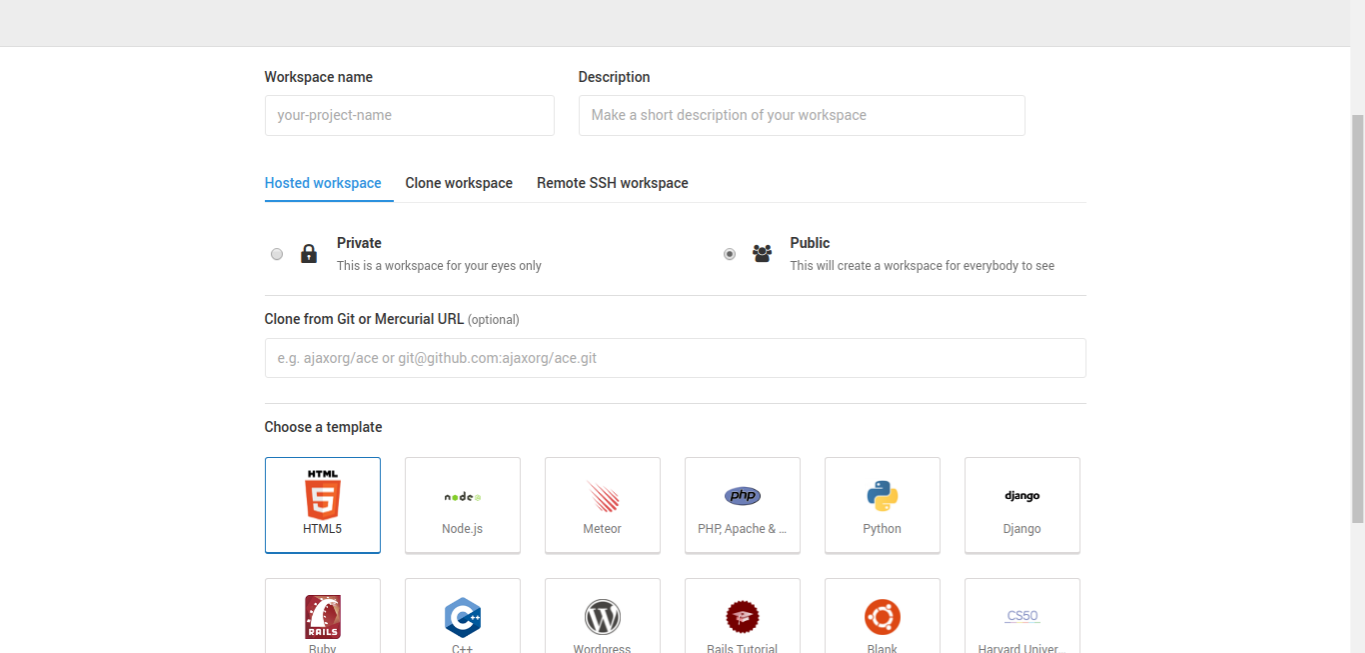 Workspace name
Description
your-project-name
Make a short description of your workspace
Hosted workspace
Clone workspace
Remote SSH workspace
Private
This is a workspace for your eyes only
Public
This will create a workspace for everybody to see
Clone from Git or Mercurial URL (optional)
e.g. ajaxorg/ace or git@github.com:ajaxorg/ace.git
Choose a template
HTML
5
HTML5
node
Node.js
Meteor
php
PHP, Apache & ...
Python
django
Django
RAILS
Ruby
C++
C++
W
Wordpress
Rails Tutorial
Blank
CS50
Harvard Univer...